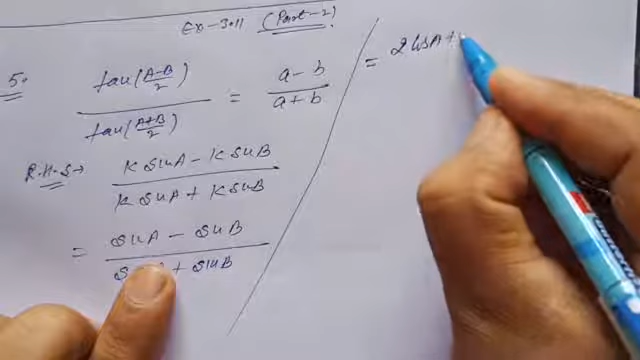 Ex-3.11 (Part-2)
5. tan(A-B/2) / tan(A+B/2) = a-b / a+b
R.H.S→ K sinA - K sinB / K sinA + K sinB
= sinA - sinB / + sinB
= 2 cosA+